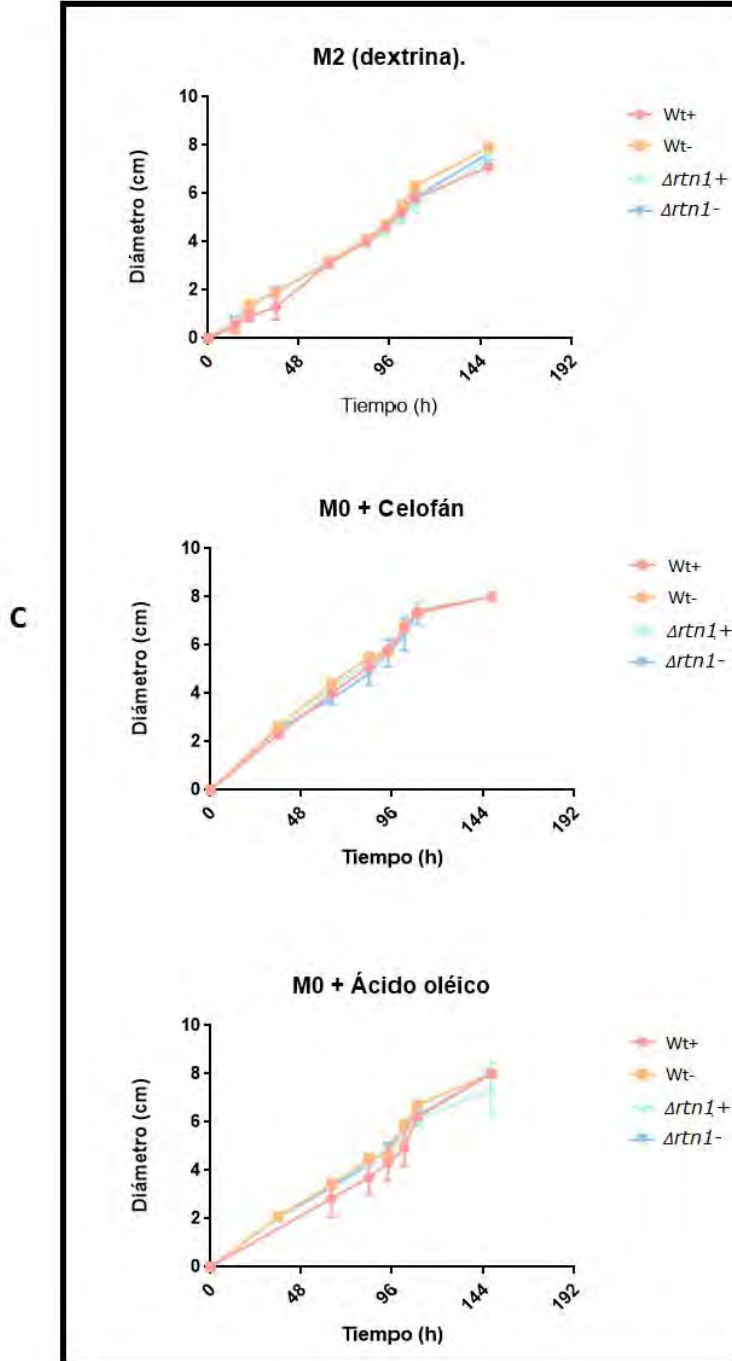 C
M2 (dextrina).
Diámetro (cm)
10
8
6
4
2
0
0 48 96 144 192
Tiempo (h)
Wt+
Wt-
Δrtn1+
Δrtn1-
M0 + Celofán
Diámetro (cm)
10
8
6
4
2
0
0 48 96 144 192
Tiempo (h)
Wt+
Wt-
Δrtn1+
Δrtn1-
M0 + Ácido oléico
Diámetro (cm)
10
8
6
4
2
0
0 48 96 144 192
Tiempo (h)
Wt+
Wt-
Δrtn1+
Δrtn1-